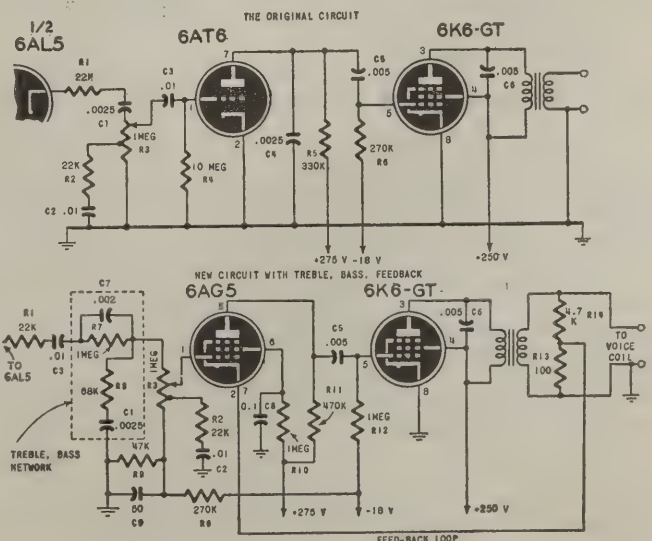 THE ORIGINAL CIRCUIT
1/2
6AL5
6AT6
6K6-GT
R1
22M
C3
.01
.0025
C1
1MEG
R3
22K
R2
C2 .01
1
7
2
10 MEG
R4
.0025
C4
R5
330K
C5
.005
270K
R6
5
3
8
4
.005
C6
+275 V
-18 V
+250 V
NEW CIRCUIT WITH TREBLE, BASS, FEEDBACK
6AG5
6K6-GT
R1
22K
TO
6AL5
.01
C3
C7
.002
R7
1MEG
68K
R8
C1
.0025
TREBLE, BASS
NETWORK
47K
R9
50
C9
1MEG
R3
R2
22K
.01
C2
270K
R6
1
5
6
2
7
0.1
C8
1MEG
R10
R11
470K
C5
.005
1MEG
R12
5
3
8
4
.005
C6
+275 V
-18 V
+250 V
1
4.7
K
R14
R13
100
TO
VOICE
COIL
FEED-BACK LOOP